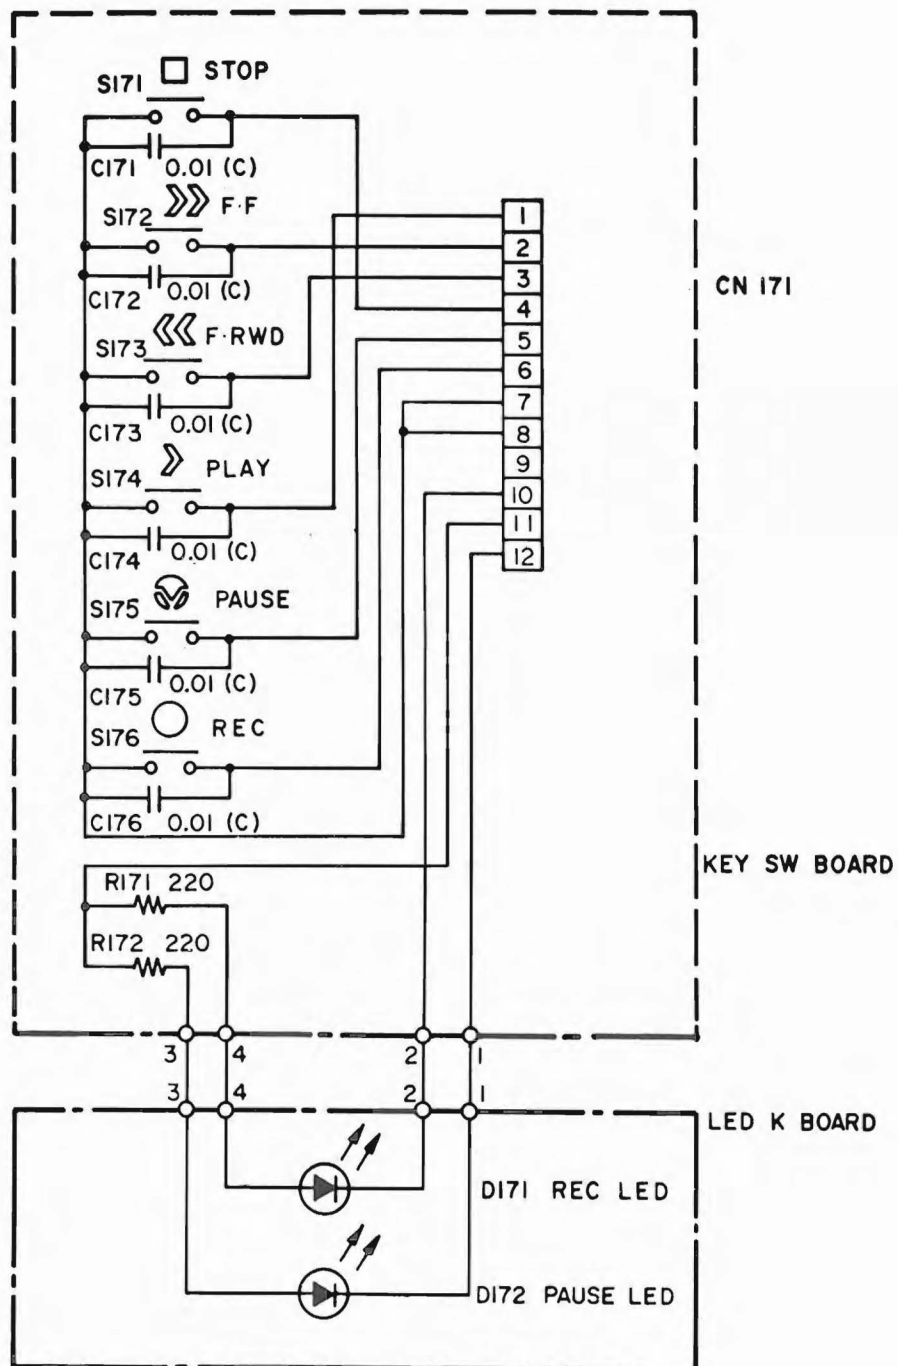 STOP
S171
C171 0.01 (C)
F·F
S172
C172 0.01 (C)
F·RWD
S173
C173 0.01 (C)
PLAY
S174
C174 0.01 (C)
PAUSE
S175
C175 0.01 (C)
REC
S176
C176 0.01 (C)
1
2
3
4
5
6
7
8
9
10
11
12
CN 171
KEY SW BOARD
R171 220
R172 220
3 4 2 1
3 4 2 1
LED K BOARD
D171 REC LED
D172 PAUSE LED